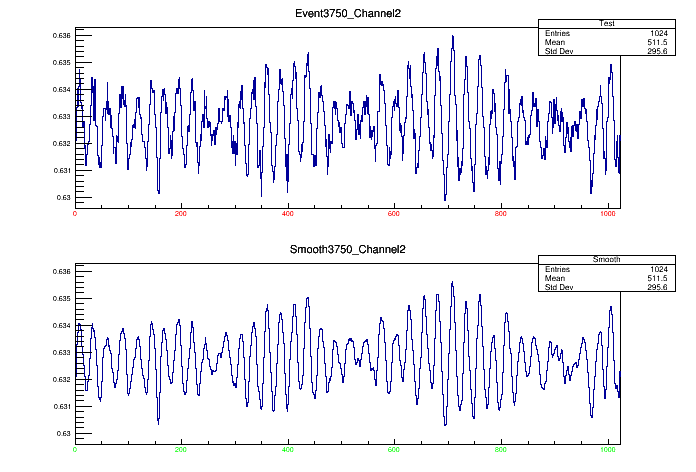 Event3750_Channel2
Test
Entries 1024
Mean 511.5
Std Dev 295.6
0.636
0.635
0.634
0.633
0.632
0.631
0.63
0 200 400 600 800 1000
Smooth3750_Channel2
Smooth
Entries 1024
Mean 511.5
Std Dev 295.6
0.636
0.635
0.634
0.633
0.632
0.631
0.63
0 200 400 600 800 1000